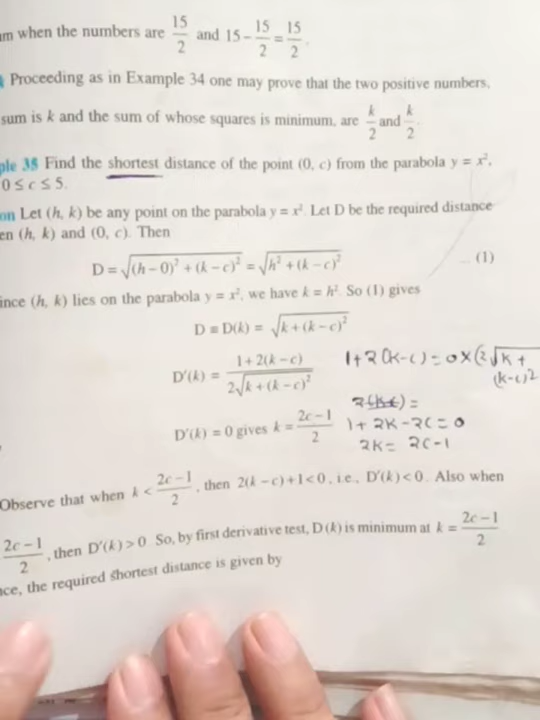 when the numbers are 15/2 and 15 − 15/2 = 15/2.
Proceeding as in Example 34 one may prove that the two positive numbers,
sum is k and the sum of whose squares is minimum, are k/2 and k/2.
35 Find the shortest distance of the point (0, c) from the parabola y = x²,
0 ≤ c ≤ 5.
Let (h, k) be any point on the parabola y = x². Let D be the required distance
(h, k) and (0, c). Then
D = √((h − 0)² + (k − c)²) = √(h² + (k − c)²) ... (1)
(h, k) lies on the parabola y = x², we have k = h². So (1) gives
D ≡ D(k) = √(k + (k − c)²)
D′(k) = (1 + 2(k − c)) / (2√(k + (k − c)²))
1+2(k-c) = 0×(2√k+
(k-c)2
D′(k) = 0 gives k = (2c − 1)/2
1+2k-2c = 0
2k = 2c-1
Observe that when k < (2c − 1)/2, then 2(k − c) + 1 < 0, i.e., D′(k) < 0. Also when
(2c − 1)/2, then D′(k) > 0. So, by first derivative test, D (k) is minimum at k = (2c − 1)/2
the required shortest distance is given by